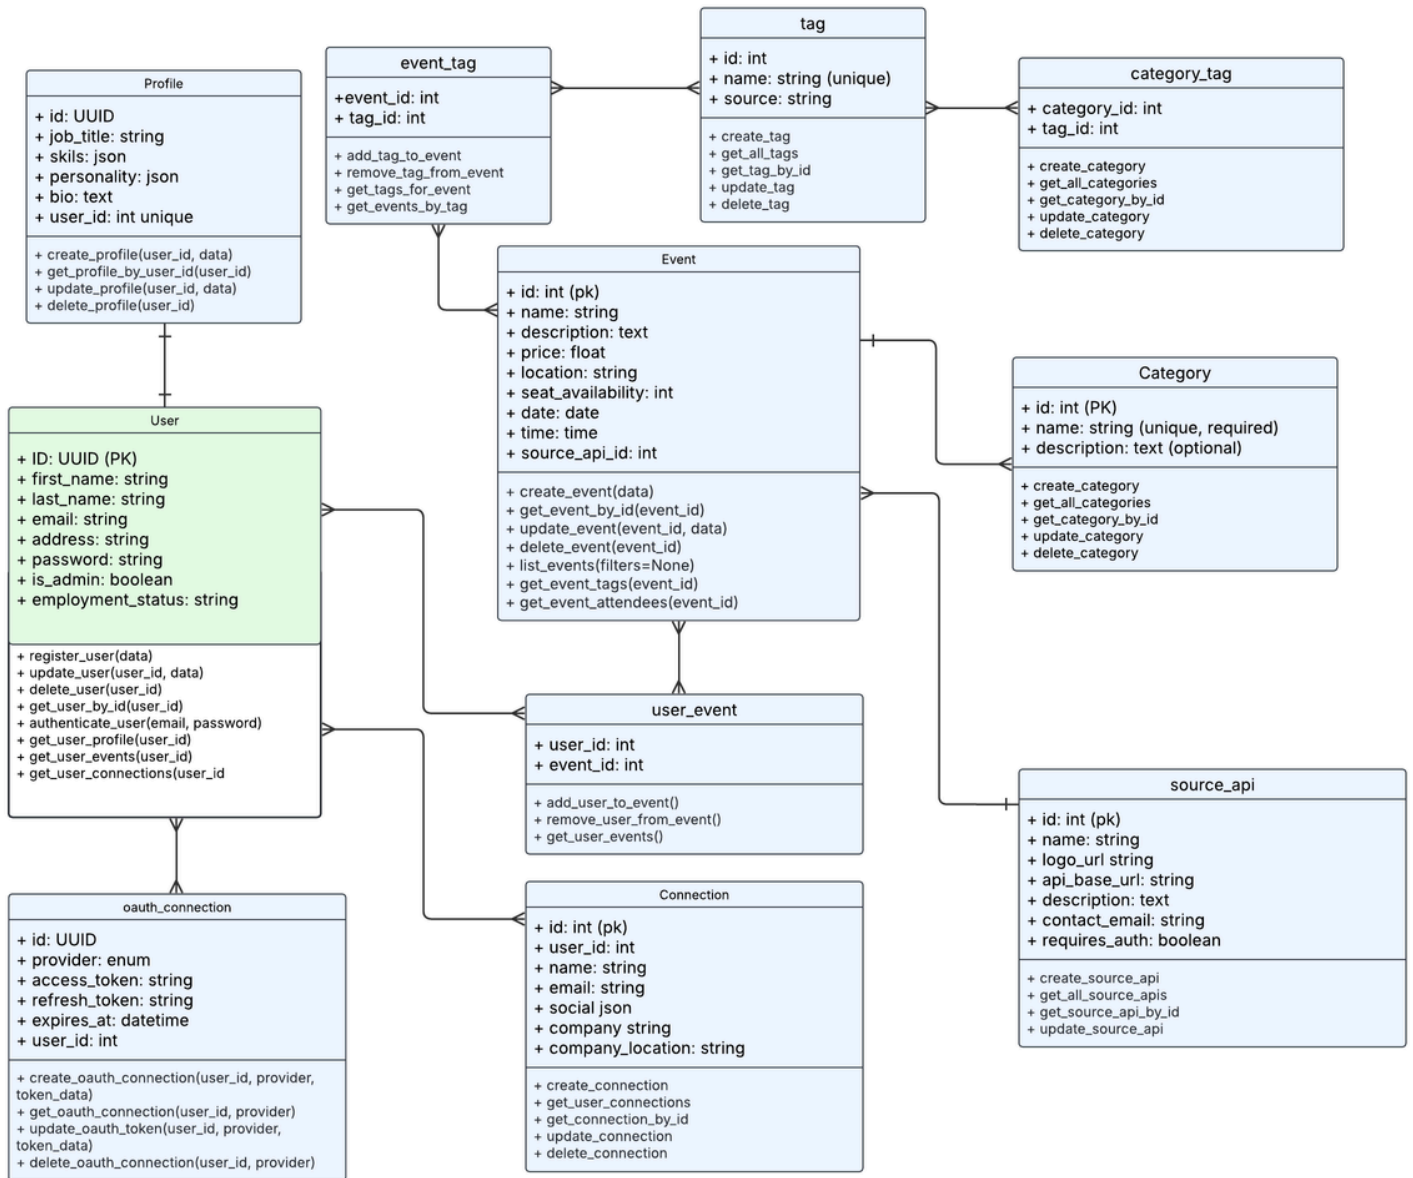 Profile
+ id: UUID
+ job_title: string
+ skils: json
+ personality: json
+ bio: text
+ user_id: int unique
+ create_profile(user_id, data)
+ get_profile_by_user_id(user_id)
+ update_profile(user_id, data)
+ delete_profile(user_id)
event_tag
+event_id: int
+ tag_id: int
+ add_tag_to_event
+ remove_tag_from_event
+ get_tags_for_event
+ get_events_by_tag
tag
+ id: int
+ name: string (unique)
+ source: string
+ create_tag
+ get_all_tags
+ get_tag_by_id
+ update_tag
+ delete_tag
category_tag
+ category_id: int
+ tag_id: int
+ create_category
+ get_all_categories
+ get_category_by_id
+ update_category
+ delete_category
Event
+ id: int (pk)
+ name: string
+ description: text
+ price: float
+ location: string
+ seat_availability: int
+ date: date
+ time: time
+ source_api_id: int
+ create_event(data)
+ get_event_by_id(event_id)
+ update_event(event_id, data)
+ delete_event(event_id)
+ list_events(filters=None)
+ get_event_tags(event_id)
+ get_event_attendees(event_id)
Category
+ id: int (PK)
+ name: string (unique, required)
+ description: text (optional)
+ create_category
+ get_all_categories
+ get_category_by_id
+ update_category
+ delete_category
User
+ ID: UUID (PK)
+ first_name: string
+ last_name: string
+ email: string
+ address: string
+ password: string
+ is_admin: boolean
+ employment_status: string
+ register_user(data)
+ update_user(user_id, data)
+ delete_user(user_id)
+ get_user_by_id(user_id)
+ authenticate_user(email, password)
+ get_user_profile(user_id)
+ get_user_events(user_id)
+ get_user_connections(user_id
user_event
+ user_id: int
+ event_id: int
+ add_user_to_event()
+ remove_user_from_event()
+ get_user_events()
source_api
+ id: int (pk)
+ name: string
+ logo_url string
+ api_base_url: string
+ description: text
+ contact_email: string
+ requires_auth: boolean
+ create_source_api
+ get_all_source_apis
+ get_source_api_by_id
+ update_source_api
oauth_connection
+ id: UUID
+ provider: enum
+ access_token: string
+ refresh_token: string
+ expires_at: datetime
+ user_id: int
+ create_oauth_connection(user_id, provider,
token_data)
+ get_oauth_connection(user_id, provider)
+ update_oauth_token(user_id, provider,
token_data)
+ delete_oauth_connection(user_id, provider)
Connection
+ id: int (pk)
+ user_id: int
+ name: string
+ email: string
+ social json
+ company string
+ company_location: string
+ create_connection
+ get_user_connections
+ get_connection_by_id
+ update_connection
+ delete_connection